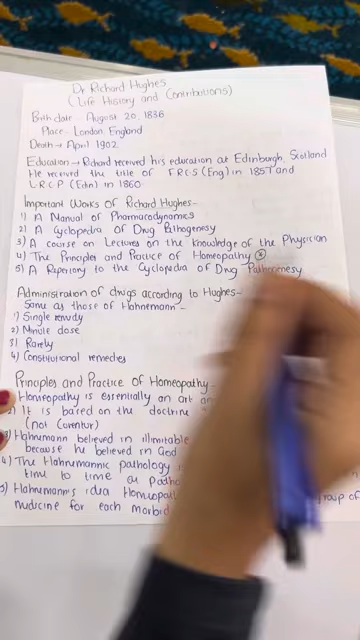 Dr Richard Hughes
(Life History and Contributions)
Birth date - August 20, 1836
Place - London England
Death → April 1902
Education → Richard received his education at Edinburgh, Scotland
He received the title of F.R.C.S (Eng) in 1857 and
L.R.C.P (Edin) in 1860
Important Works of Richard Hughes -
1) A Manual of Pharmacodynamics
2) A Cyclopedia of Drug Pathogenesy
3) A course on Lectures on the knowledge of the Physician
4) The Principles and Practice of Homeopathy
5) A Repertory to the Cyclopedia of Drug Pathogenesy
Administration of drugs according to Hughes -
Same as those of Hahnemann -
1) Single remedy
2) Minute dose
3) Rarely
4) Constitutional remedies
Principles and Practice of Homeopathy -
Homeopathy is essentially an art an
It is based on the doctrine
(not Curentur)
Hahnemann believed in illimitable
because he believed in God
4) The Hahnemannic pathology
time to time as Patho
5) Hahnemann's idea Homeopat group of
medicine for each morbid